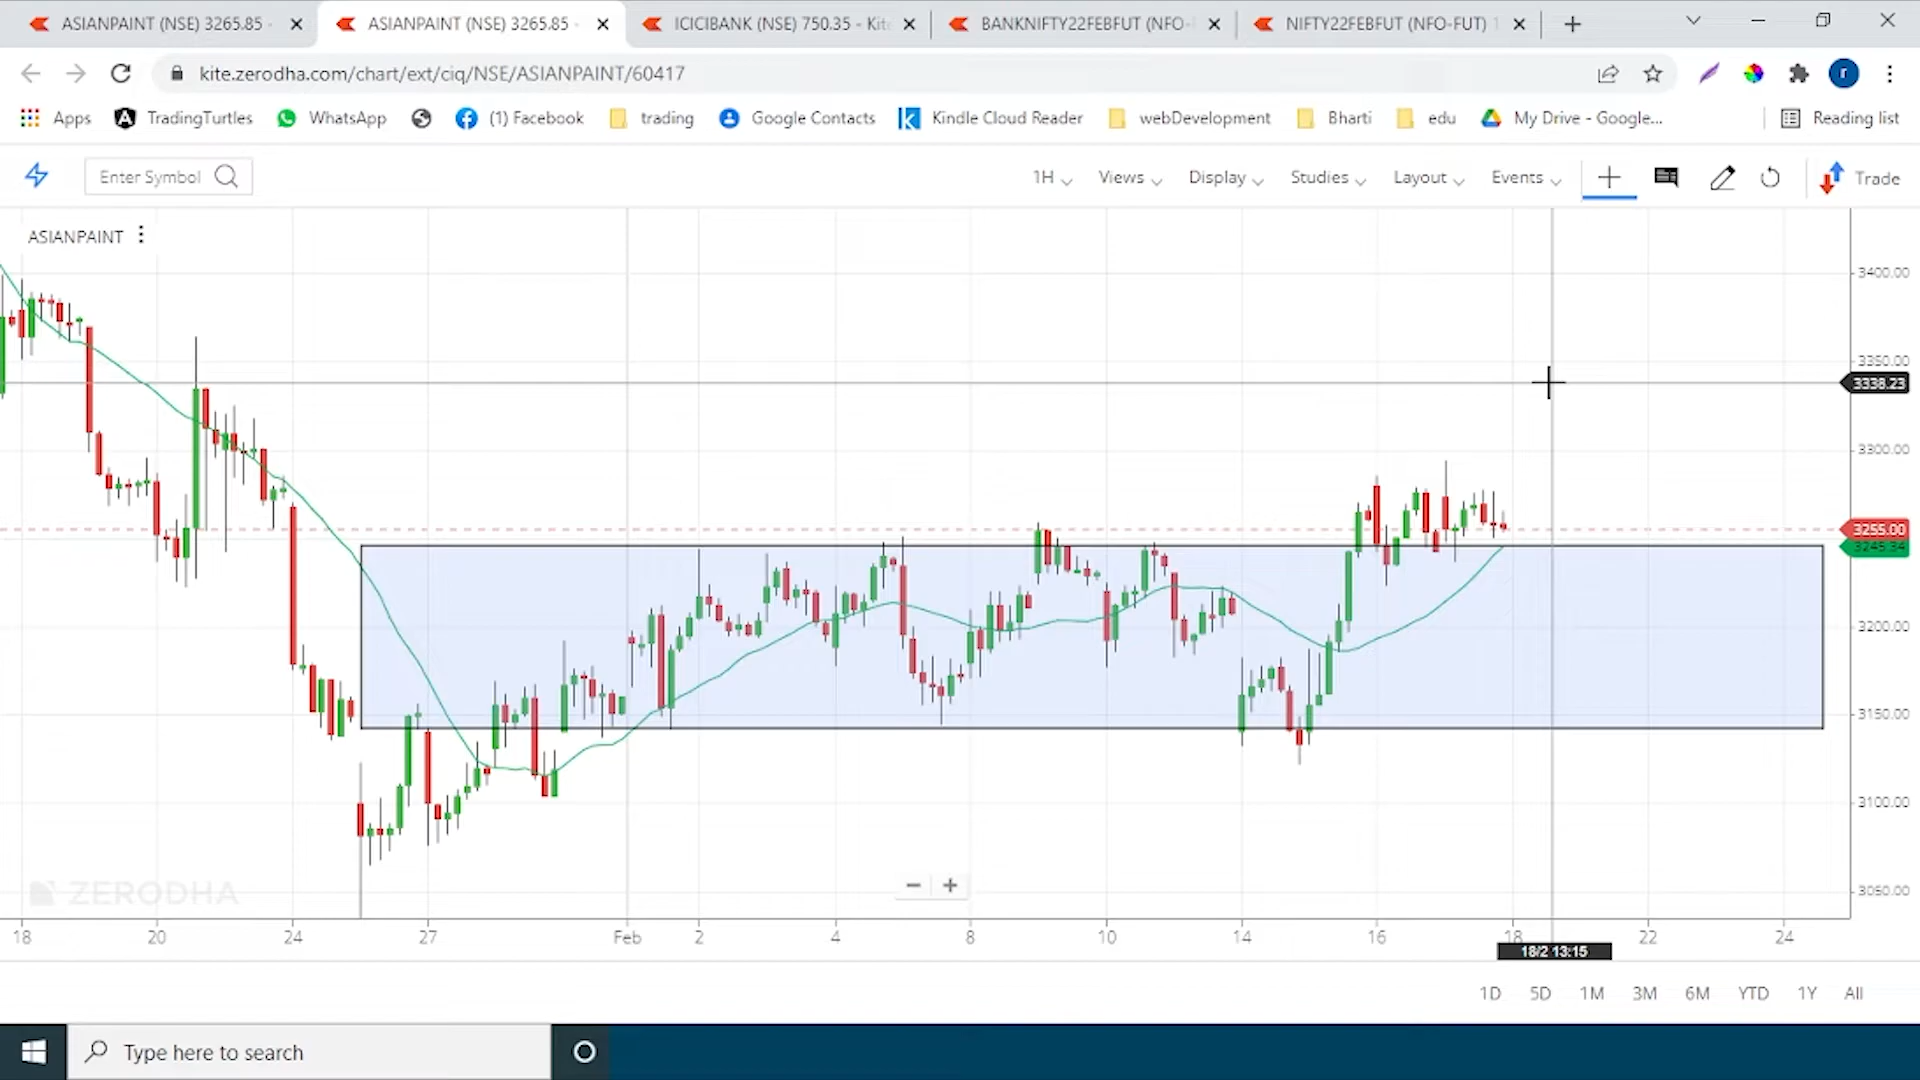 ASIANPAINT (NSE) 3265.85 -
ASIANPAINT (NSE) 3265.85 -
ICICIBANK (NSE) 750.35 - Kit
BANKNIFTY22FEBFUT (NFO-
NIFTY22FEBFUT (NFO-FUT) 1
kite.zerodha.com/chart/ext/ciq/NSE/ASIANPAINT/60417
r
Apps
TradingTurtles
WhatsApp
(1) Facebook
trading
Google Contacts
Kindle Cloud Reader
webDevelopment
Bharti
edu
My Drive - Google...
Reading list
Enter Symbol
1H
Views
Display
Studies
Layout
Events
Trade
ASIANPAINT
3400.00
3350.00
3338.23
3300.00
3255.00
3245.34
3200.00
3150.00
3100.00
3050.00
ZERODHA
18 20 24 27 Feb 2 4 8 10 14 16 18 22 24
18/2 13:15
1D 5D 1M 3M 6M YTD 1Y All
Type here to search